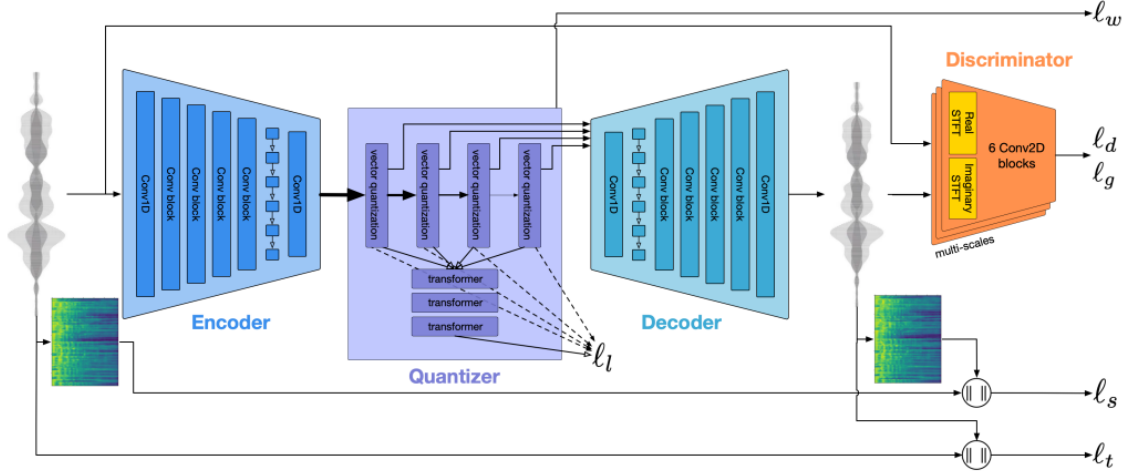 ℓw
Discriminator
Conv1D
Conv block
Conv block
Conv block
Conv block
Conv1D
Encoder
vector quantization
vector quantization
vector quantization
vector quantization
transformer
transformer
transformer
ℓl
Quantizer
Conv1D
Conv block
Conv block
Conv block
Conv block
Conv1D
Decoder
Real
STFT
Imaginary
STFT
6 Conv2D
blocks
multi-scales
ℓd
ℓg
|| ||
ℓs
|| ||
ℓt